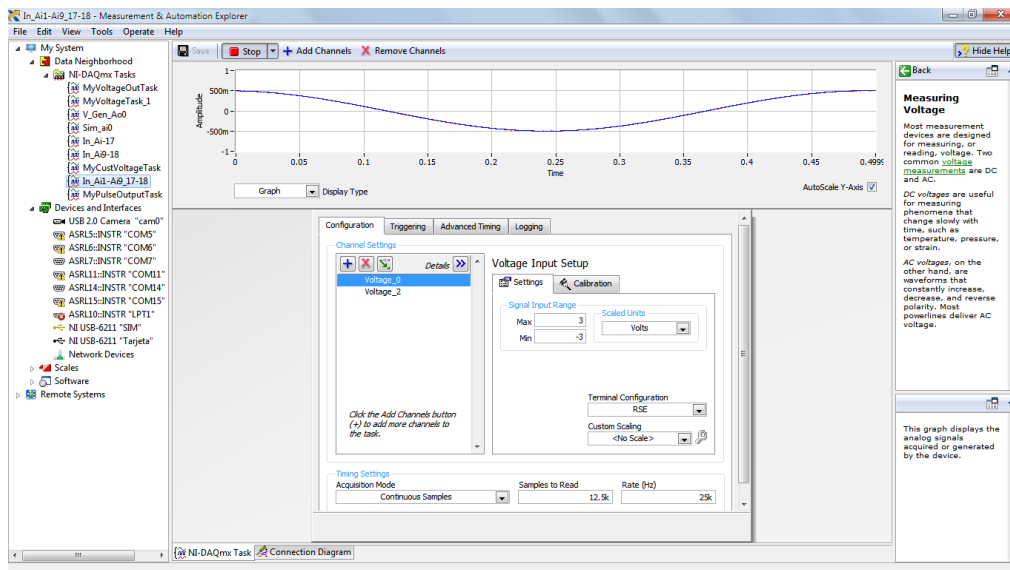 In_Ai1-Ai9_17-18 - Measurement & Automation Explorer
File Edit View Tools Operate Help
My System
Data Neighborhood
NI-DAQmx Tasks
MyVoltageOutTask
MyVoltageTask_1
V_Gen_Ao0
Sim_ai0
In_Ai-17
In_Ai9-18
MyCustVoltageTask
In_Ai1-Ai9_17-18
MyPulseOutputTask
Devices and Interfaces
USB 2.0 Camera "cam0"
ASRL5::INSTR "COM5"
ASRL6::INSTR "COM6"
ASRL7::INSTR "COM7"
ASRL11::INSTR "COM11"
ASRL14::INSTR "COM14"
ASRL15::INSTR "COM15"
ASRL10::INSTR "LPT1"
NI USB-6211 "SIM"
NI USB-6211 "Tarjeta"
Network Devices
Scales
Software
Remote Systems
Save Stop Add Channels Remove Channels
Hide Help
Amplitude
1-
500m-
0-
-500m-
-1-
0 0.05 0.1 0.15 0.2 0.25 0.3 0.35 0.4 0.45 0.499
Time
Graph Display Type
AutoScale Y-Axis
Configuration Triggering Advanced Timing Logging
Channel Settings
Details
Voltage_0
Voltage_2
Click the Add Channels button
(+) to add more channels to
the task.
Voltage Input Setup
Settings Calibration
Signal Input Range
Max 3
Min -3
Scaled Units
Volts
Terminal Configuration
RSE
Custom Scaling
<No Scale>
Timing Settings
Acquisition Mode Samples to Read Rate (Hz)
Continuous Samples 12.5k 25k
NI-DAQmx Task Connection Diagram
Back
Measuring
Voltage
Most measurement
devices are designed
for measuring, or
reading, voltage. Two
common voltage
measurements are DC
and AC.
DC voltages are useful
for measuring
phenomena that
change slowly with
time, such as
temperature, pressure,
or strain.
AC voltages, on the
other hand, are
waveforms that
constantly increase,
decrease, and reverse
polarity. Most
powerlines deliver AC
voltage.
This graph displays the
analog signals
acquired or generated
by the device.